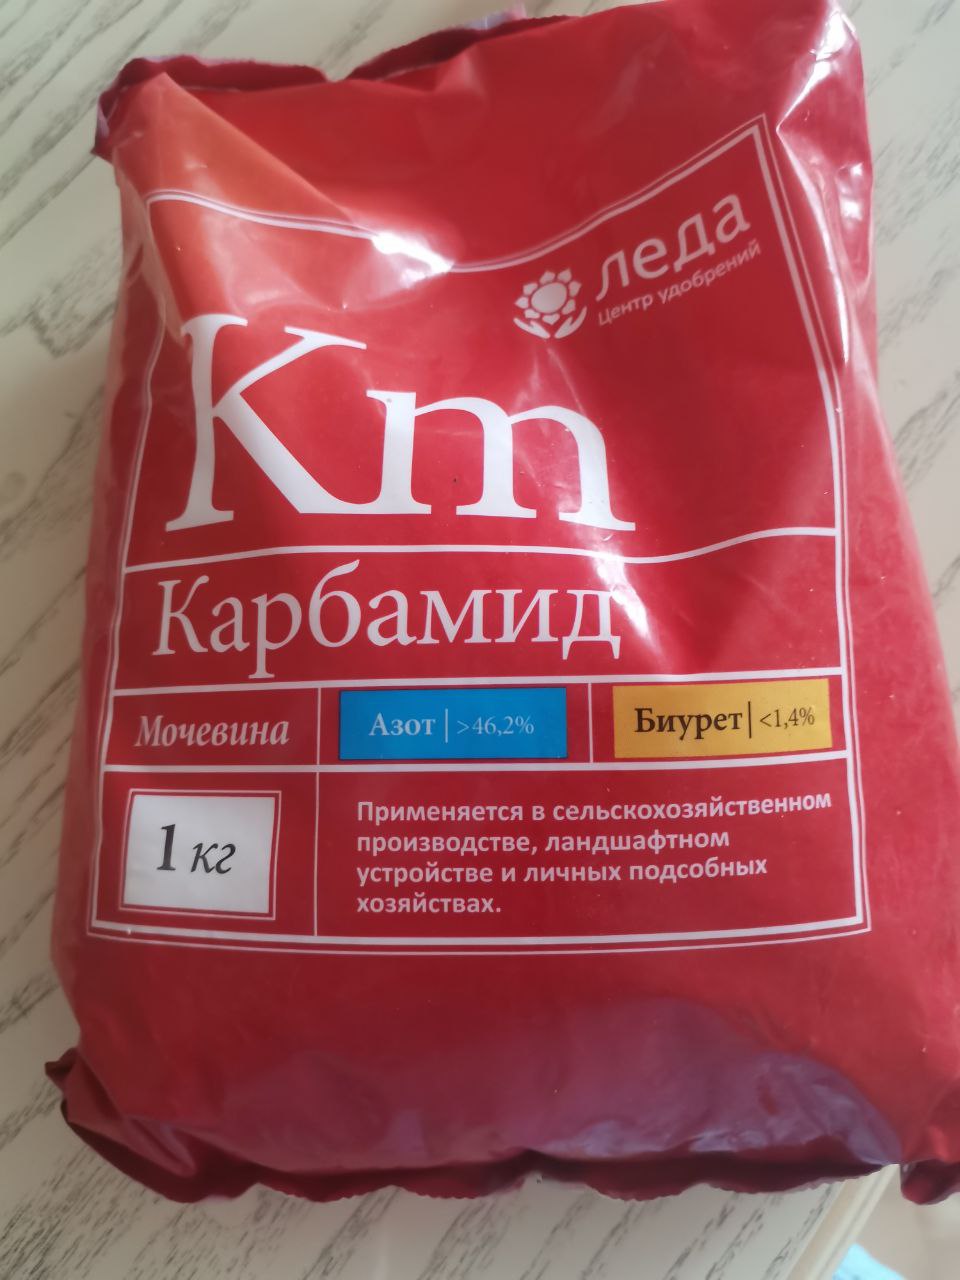 леда
Центр удобрений
Km
Карбамид
Мочевина
Азот | >46,2%
Биурет | <1,4%
1 кг
Применяется в сельскохозяйственном
производстве, ландшафтном
устройстве и личных подсобных
хозяйствах.